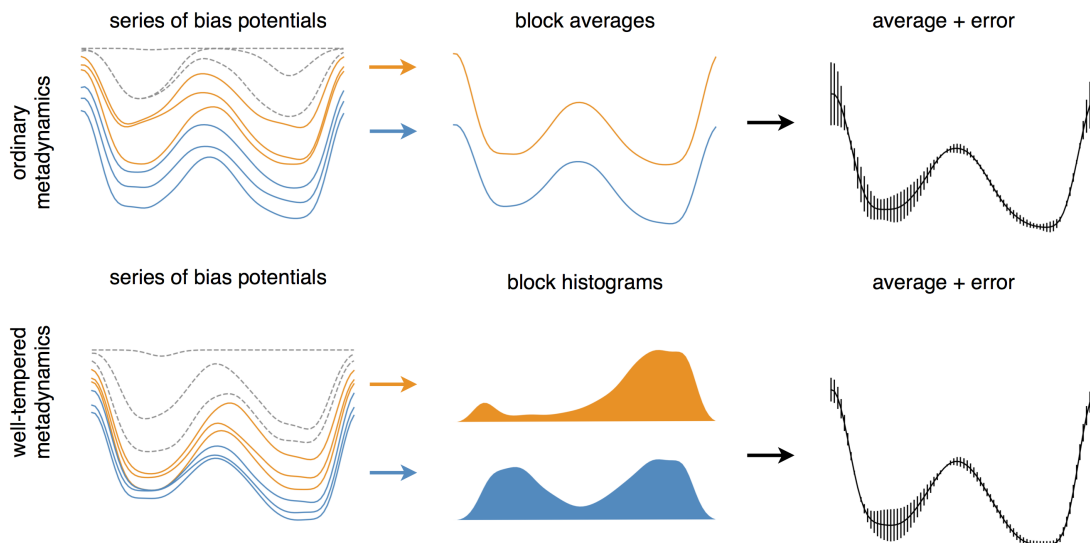 series of bias potentials
block averages
average + error
ordinary
metadynamics
series of bias potentials
block histograms
average + error
well-tempered
metadynamics